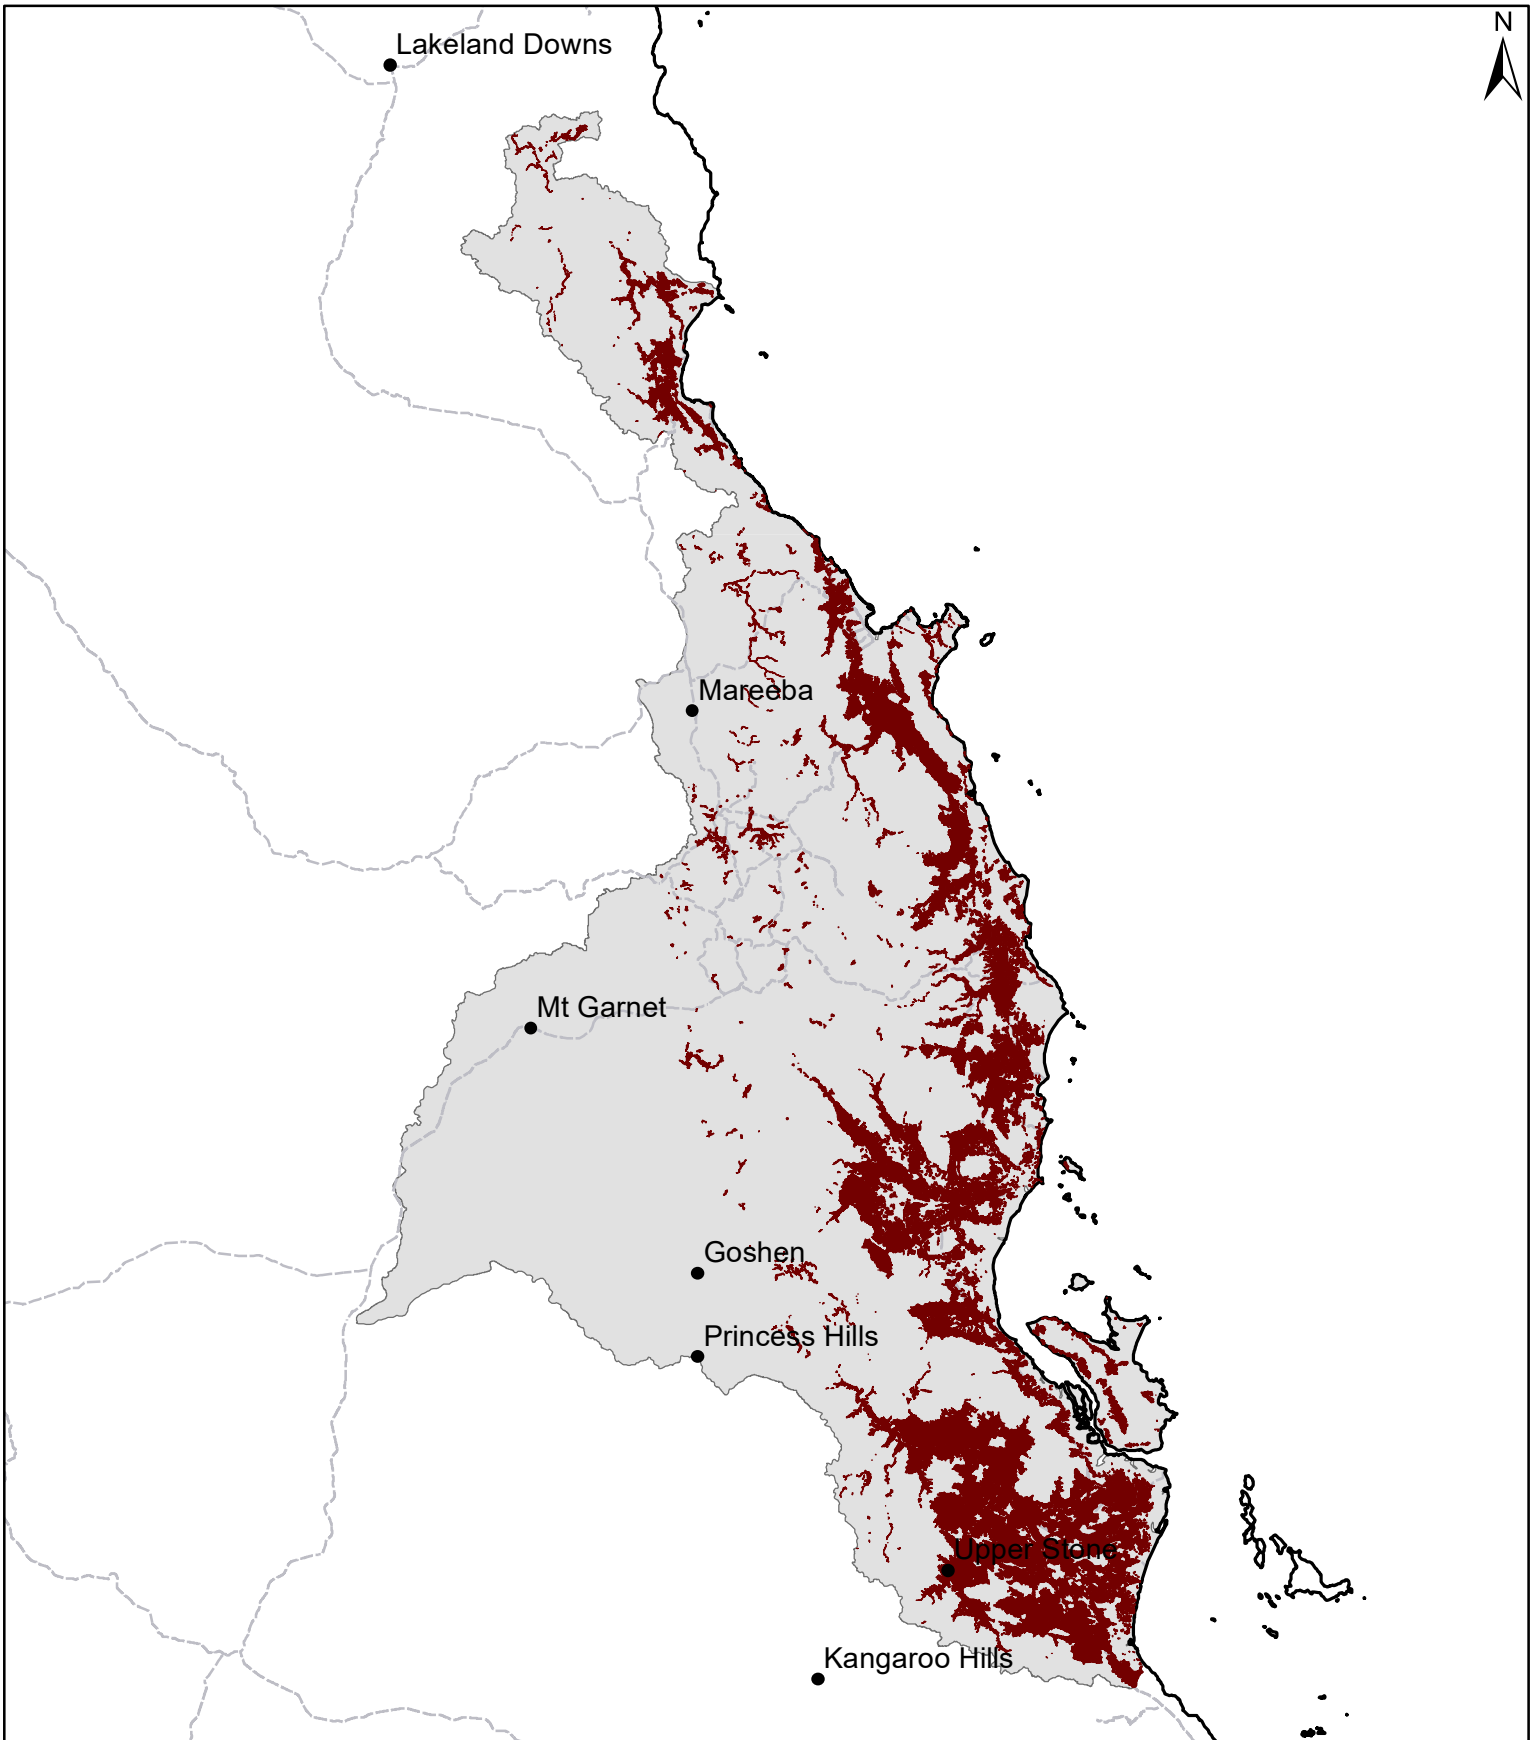 N
Lakeland Downs
Mareeba
Mt Garnet
Goshen
Princess Hills
Upper Stone
Kangaroo Hills